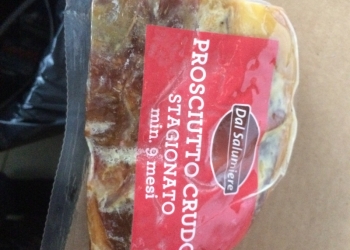 Dal Salumiere
PROSCIUTTO CRUDO
STAGIONATO
min. 9 mesi